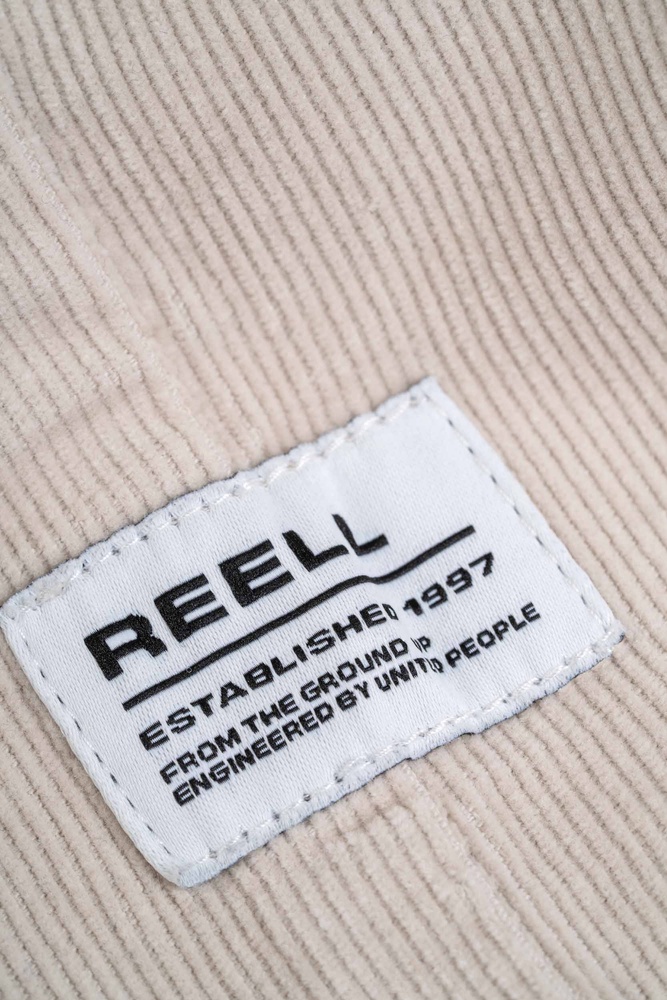 REELL
ESTABLISHED 1997
FROM THE GROUND UP
ENGINEERED BY UNITED PEOPLE